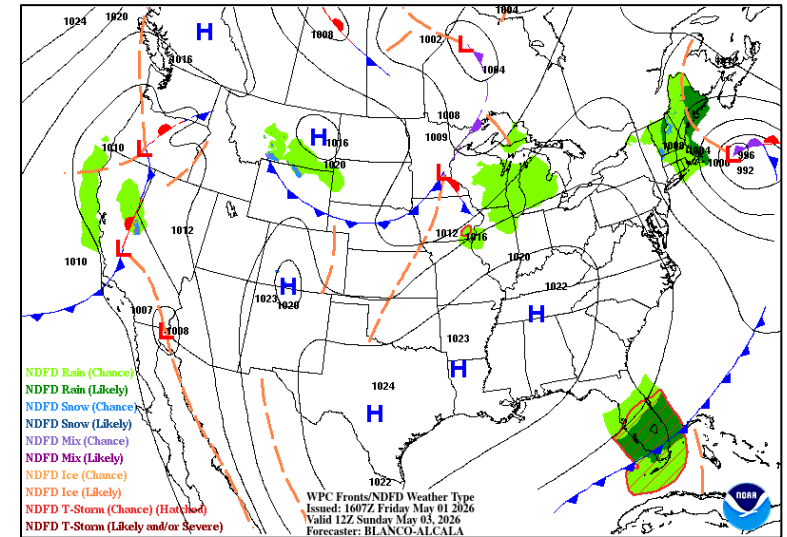 1024
1020
H
1016
1008
1002
L
1004
1004
1008
1009
1010
L
H
1016
1020
L
1008
1004
1000
L
996
992
1012
1012
1016
1010
L
1020
1023
H
1020
1022
H
1007
1008
L
1023
H
1024
H
1022
NDFD Rain (Chance)
NDFD Rain (Likely)
NDFD Snow (Chance)
NDFD Snow (Likely)
NDFD Mix (Chance)
NDFD Mix (Likely)
NDFD Ice (Chance)
NDFD Ice (Likely)
NDFD T-Storm (Chance) (Hatched)
NDFD T-Storm (Likely and/or Severe)
WPC Fronts/NDFD Weather Type
Issued: 1607Z Friday May 01 2026
Valid 12Z Sunday May 03, 2026
Forecaster: BLANCO-ALCALA
NOAA